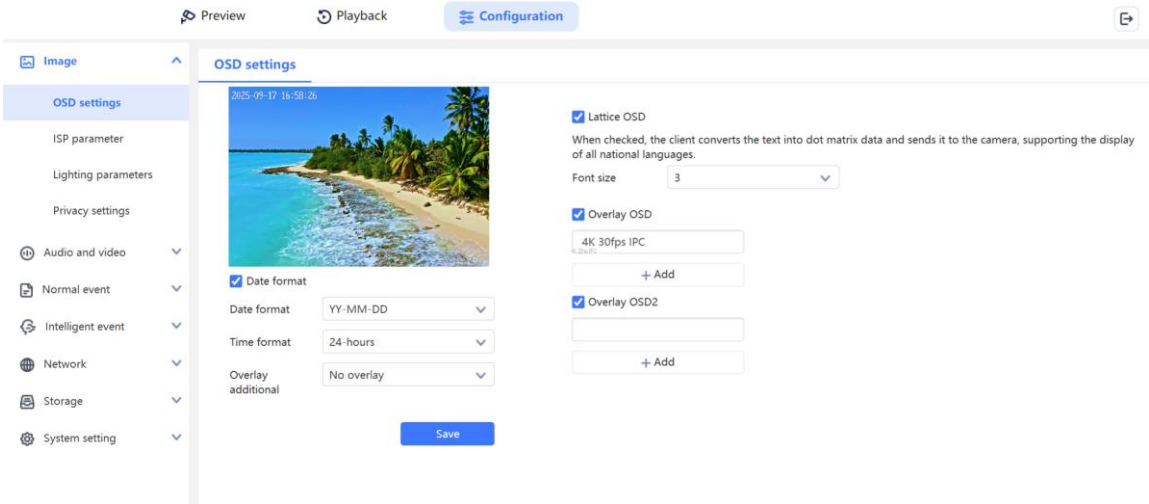 Preview
Playback
Configuration
Image
OSD settings
ISP parameter
Lighting parameters
Privacy settings
Audio and video
Normal event
Intelligent event
Network
Storage
System setting
OSD settings
2025-09-17 16:58:26
Date format
Date format YY-MM-DD
Time format 24-hours
Overlay No overlay
additional
Save
Lattice OSD
When checked, the client converts the text into dot matrix data and sends it to the camera, supporting the display
of all national languages.
Font size 3
Overlay OSD
4K 30fps IPC
+ Add
Overlay OSD2
+ Add